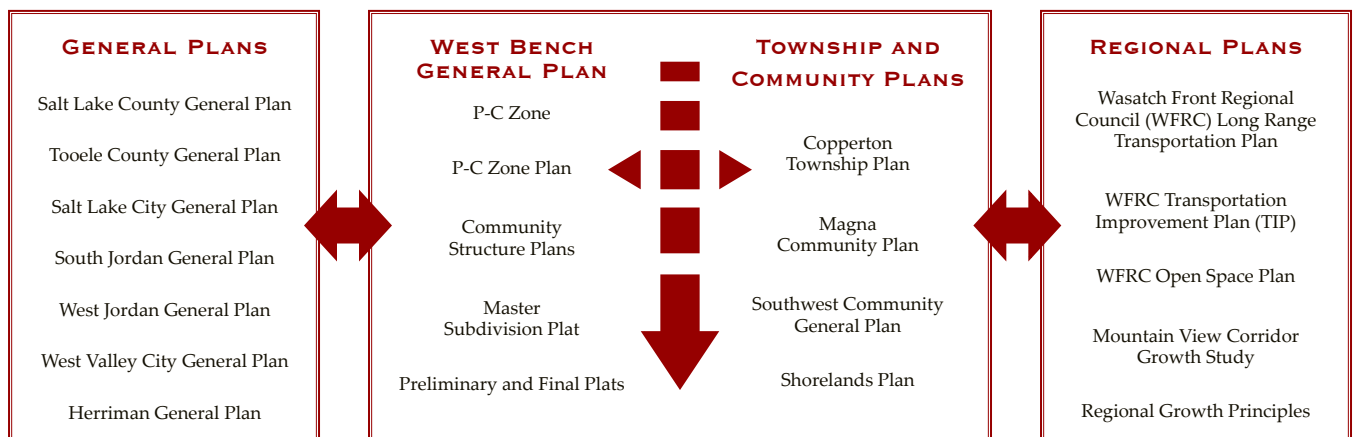 GENERAL PLANS
Salt Lake County General Plan
Tooele County General Plan
Salt Lake City General Plan
South Jordan General Plan
West Jordan General Plan
West Valley City General Plan
Herriman General Plan
WEST BENCH
GENERAL PLAN
P-C Zone
P-C Zone Plan
Community
Structure Plans
Master
Subdivision Plat
Preliminary and Final Plats
TOWNSHIP AND
COMMUNITY PLANS
Copperton
Township Plan
Magna
Community Plan
Southwest Community
General Plan
Shorelands Plan
REGIONAL PLANS
Wasatch Front Regional
Council (WFRC) Long Range
Transportation Plan
WFRC Transportation
Improvement Plan (TIP)
WFRC Open Space Plan
Mountain View Corridor
Growth Study
Regional Growth Principles